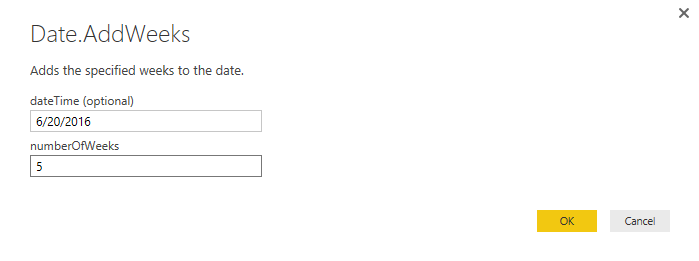 Date.AddWeeks
Adds the specified weeks to the date.
dateTime (optional)
6/20/2016
numberOfWeeks
5
OK Cancel